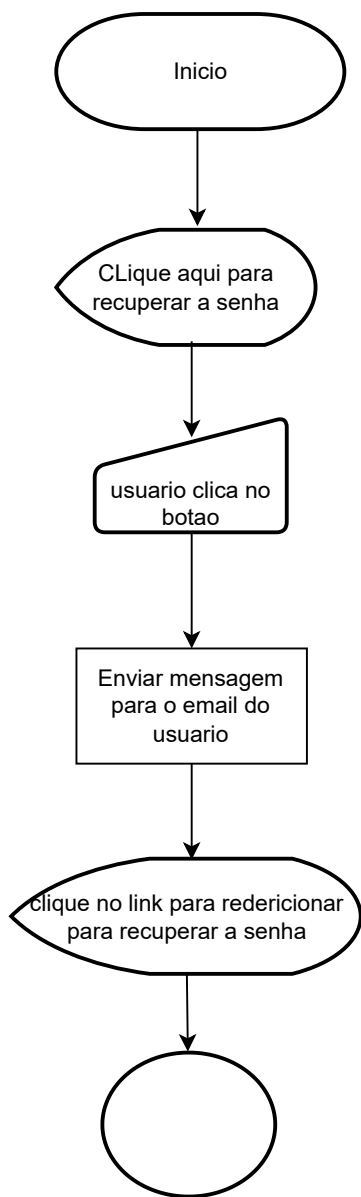 Inicio
CLique aqui para
recuperar a senha
usuario clica no
botao
Enviar mensagem
para o email do
usuario
clique no link para redericionar
para recuperar a senha